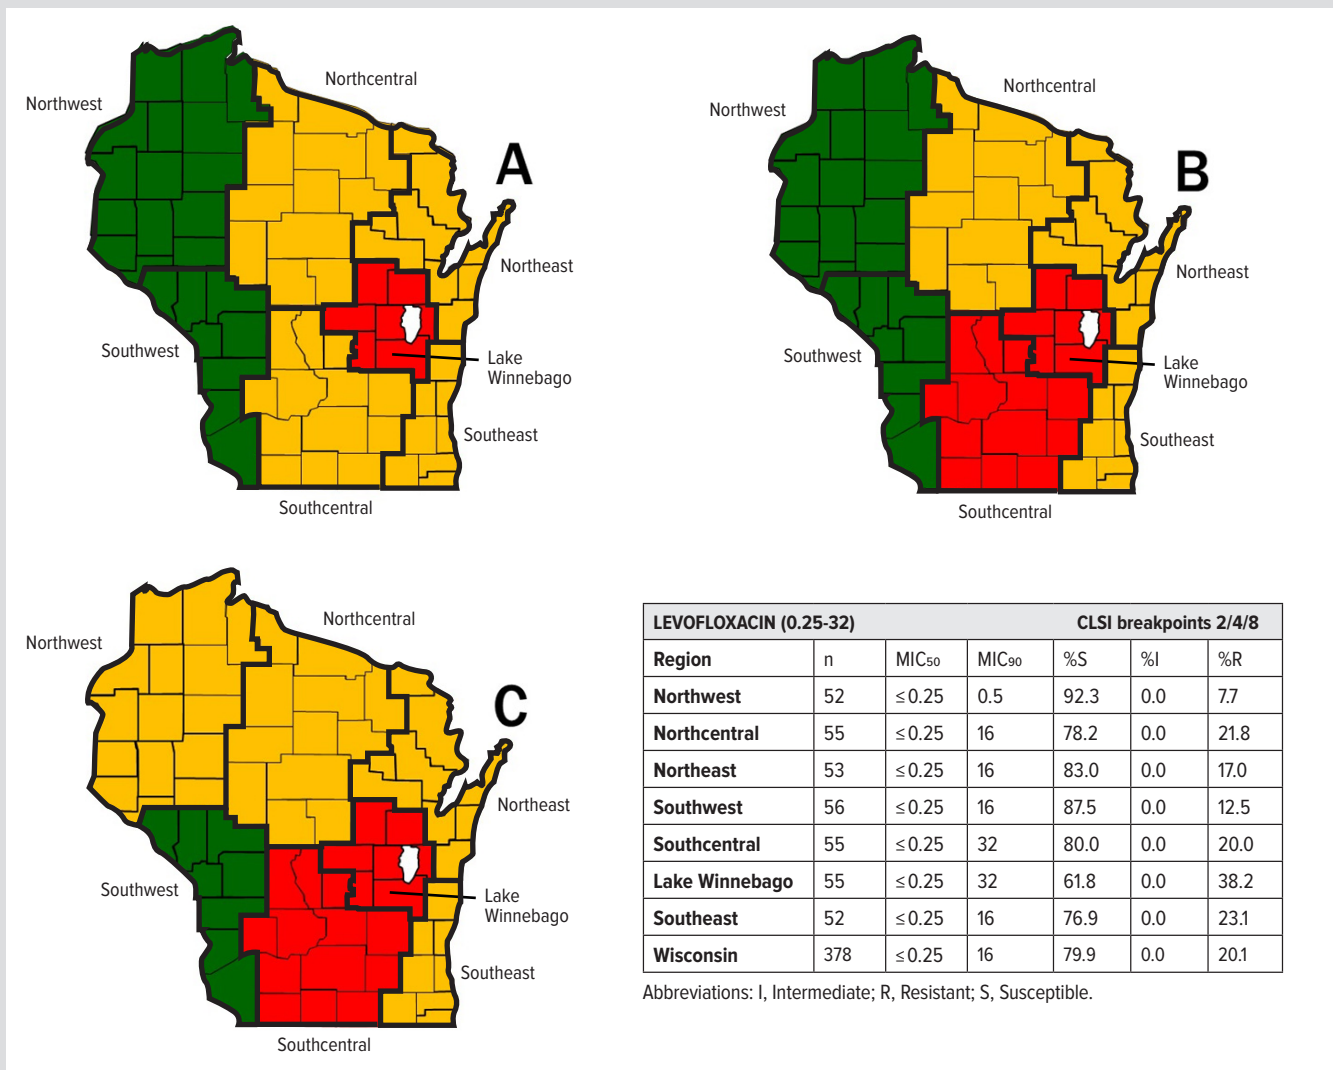 Northcentral
Northwest
A
Northeast
Southwest
Lake
Winnebago
Southeast
Southcentral
Northcentral
Northwest
B
Northeast
Southwest
Lake
Winnebago
Southeast
Southcentral
Northcentral
Northwest
C
Northeast
Southwest
Lake
Winnebago
Southeast
Southcentral
LEVOFLOXACIN (0.25-32) CLSI breakpoints 2/4/8
Region n MIC50 MIC90 %S %I %R
Northwest 52 ≤0.25 0.5 92.3 0.0 7.7
Northcentral 55 ≤0.25 16 78.2 0.0 21.8
Northeast 53 ≤0.25 16 83.0 0.0 17.0
Southwest 56 ≤0.25 16 87.5 0.0 12.5
Southcentral 55 ≤0.25 32 80.0 0.0 20.0
Lake Winnebago 55 ≤0.25 32 61.8 0.0 38.2
Southeast 52 ≤0.25 16 76.9 0.0 23.1
Wisconsin 378 ≤0.25 16 79.9 0.0 20.1
Abbreviations: I, Intermediate; R, Resistant; S, Susceptible.